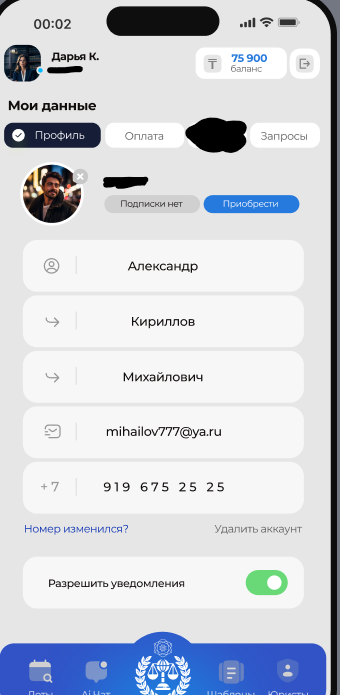 00:02
Дарья К.
75 900
баланс
Мои данные
Профиль
Оплата
Запросы
Подписки нет
Приобрести
Александр
Кириллов
Михайлович
mihailov777@ya.ru
+7
919 675 25 25
Номер изменился?
Удалить аккаунт
Разрешить уведомления
Ai Чат
Шаблоны
Юристы